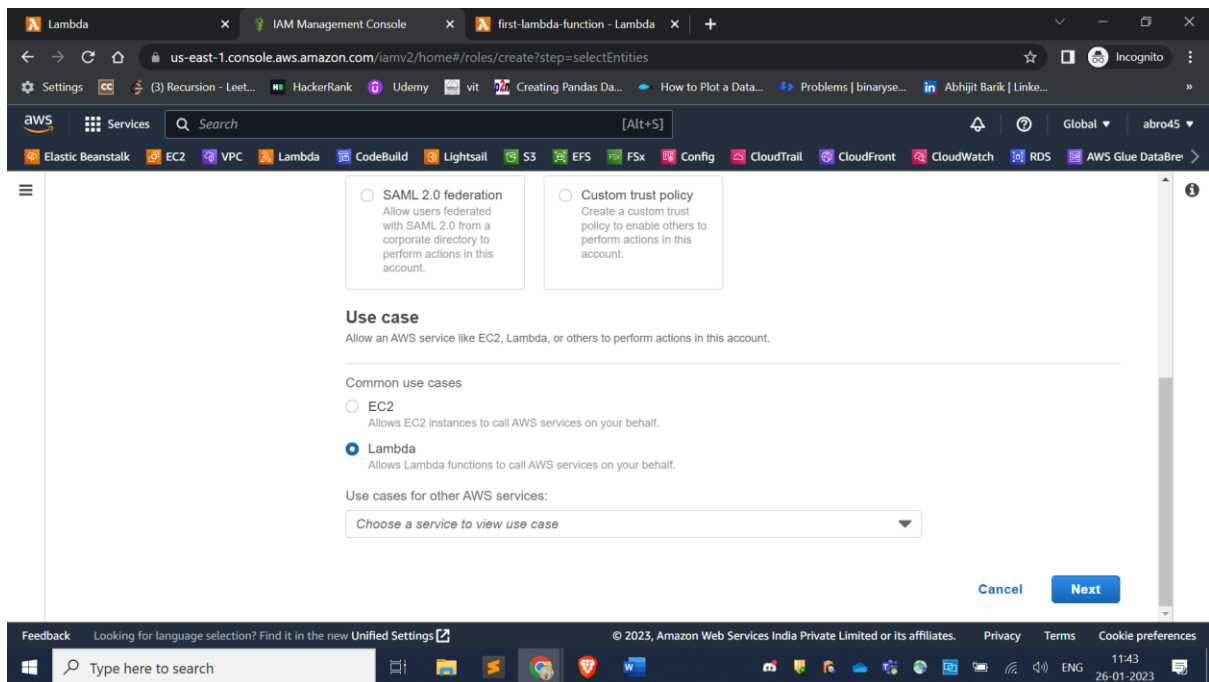 Lambda
IAM Management Console
first-lambda-function - Lambda
us-east-1.console.aws.amazon.com/iamv2/home#/roles/create?step=selectEntities
Incognito
Settings CC (3) Recursion - Leet... HackerRank Udemy vit Creating Pandas Da... How to Plot a Data... Problems | binaryse... Abhijit Barik | Linke... »
aws Services Search [Alt+S] Global abro45
Elastic Beanstalk EC2 VPC Lambda CodeBuild Lightsail S3 EFS FSx Config CloudTrail CloudFront CloudWatch RDS AWS Glue DataBre
SAML 2.0 federation
Allow users federated
with SAML 2.0 from a
corporate directory to
perform actions in this
account.
Custom trust policy
Create a custom trust
policy to enable others to
perform actions in this
account.
Use case
Allow an AWS service like EC2, Lambda, or others to perform actions in this account.
Common use cases
EC2
Allows EC2 instances to call AWS services on your behalf.
Lambda
Allows Lambda functions to call AWS services on your behalf.
Use cases for other AWS services:
Choose a service to view use case
Cancel Next
Feedback Looking for language selection? Find it in the new Unified Settings © 2023, Amazon Web Services India Private Limited or its affiliates. Privacy Terms Cookie preferences
Type here to search ENG 11:43
26-01-2023